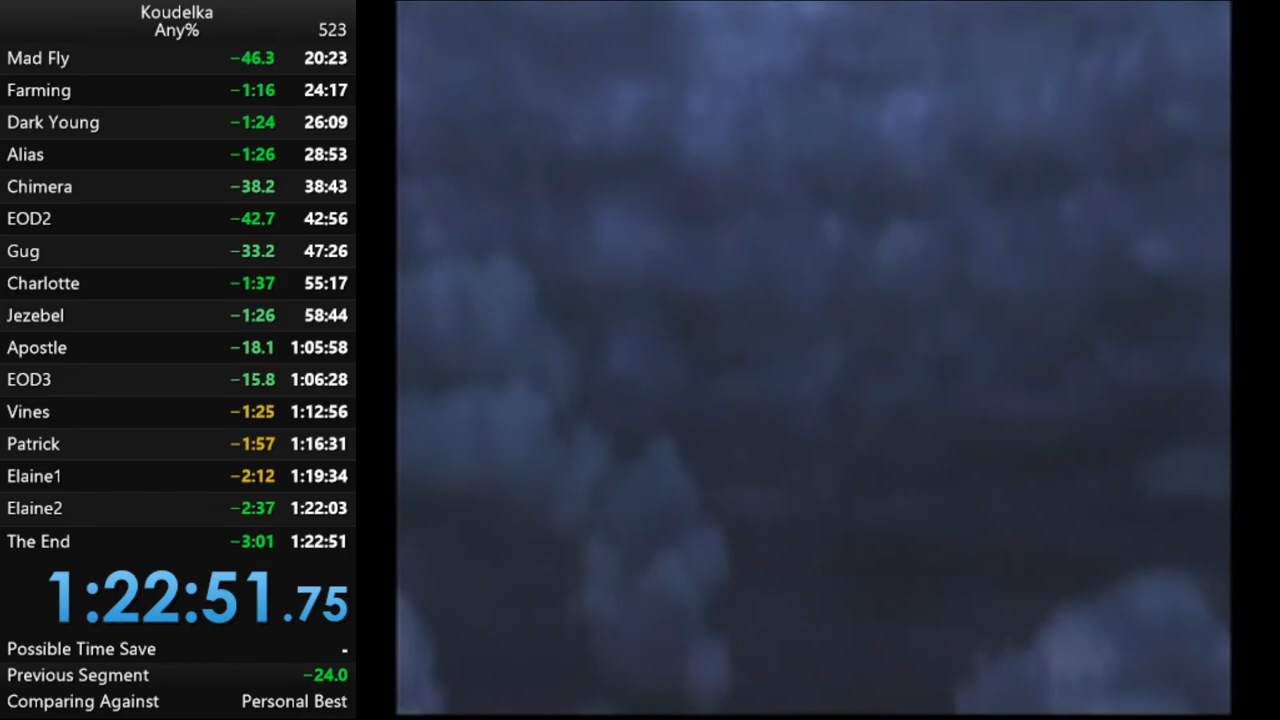 Koudelka
Any% 523
Mad Fly −46.3 20:23
Farming −1:16 24:17
Dark Young −1:24 26:09
Alias −1:26 28:53
Chimera −38.2 38:43
EOD2 −42.7 42:56
Gug −33.2 47:26
Charlotte −1:37 55:17
Jezebel −1:26 58:44
Apostle −18.1 1:05:58
EOD3 −15.8 1:06:28
Vines −1:25 1:12:56
Patrick −1:57 1:16:31
Elaine1 −2:12 1:19:34
Elaine2 −2:37 1:22:03
The End −3:01 1:22:51
1:22:51.75
Possible Time Save -
Previous Segment −24.0
Comparing Against Personal Best